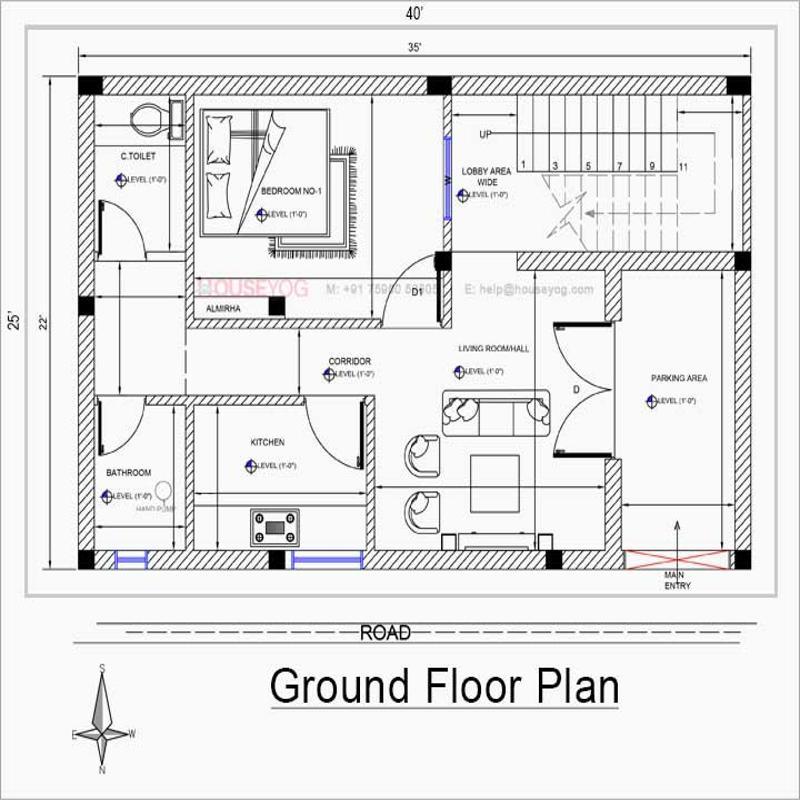 40'
35'
25'
22'
C.TOILET
LEVEL (1'-0")
BEDROOM NO-1
LEVEL (1'-0")
UP
1 3 5 7 9 11
LOBBY AREA
WIDE
LEVEL (1'-0")
W
HOUSEYOG
E: help@houseyog.com
ALMIRHA
D1
CORRIDOR
LEVEL (1'-0")
LIVING ROOM/HALL
LEVEL (1'-0")
D
PARKING AREA
LEVEL (1'-0")
KITCHEN
LEVEL (1'-0")
BATHROOM
LEVEL (1'-0")
HAND PUMP
MAIN
ENTRY
ROAD
Ground Floor Plan
S
E W
N